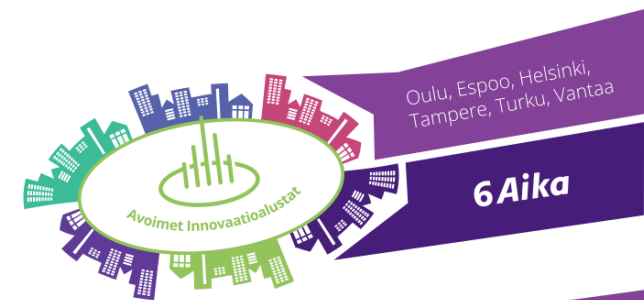 Oulu, Espoo, Helsinki,
Tampere, Turku, Vantaa
Avoimet Innovaatioalustat
6Aika